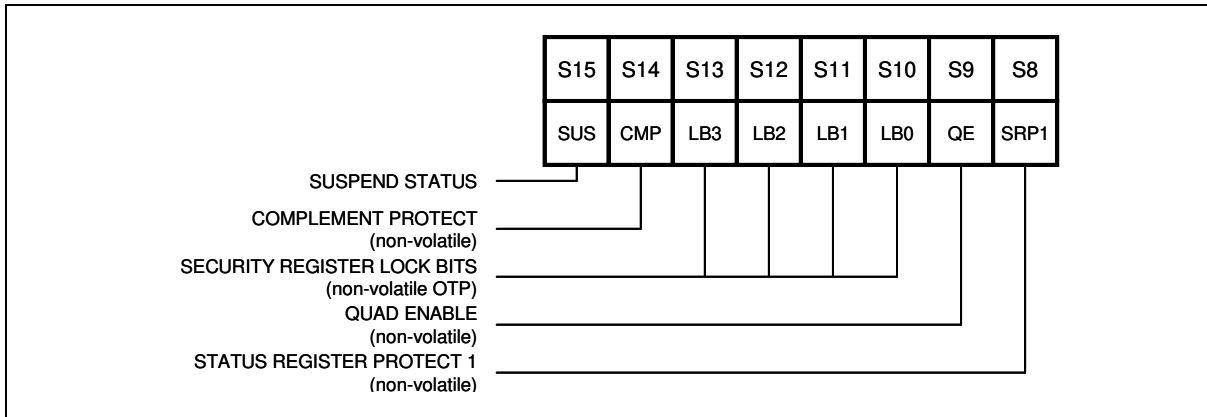 S15 S14 S13 S12 S11 S10 S9 S8
SUS CMP LB3 LB2 LB1 LB0 QE SRP1
SUSPEND STATUS
COMPLEMENT PROTECT
(non-volatile)
SECURITY REGISTER LOCK BITS
(non-volatile OTP)
QUAD ENABLE
(non-volatile)
STATUS REGISTER PROTECT 1
(non-volatile)